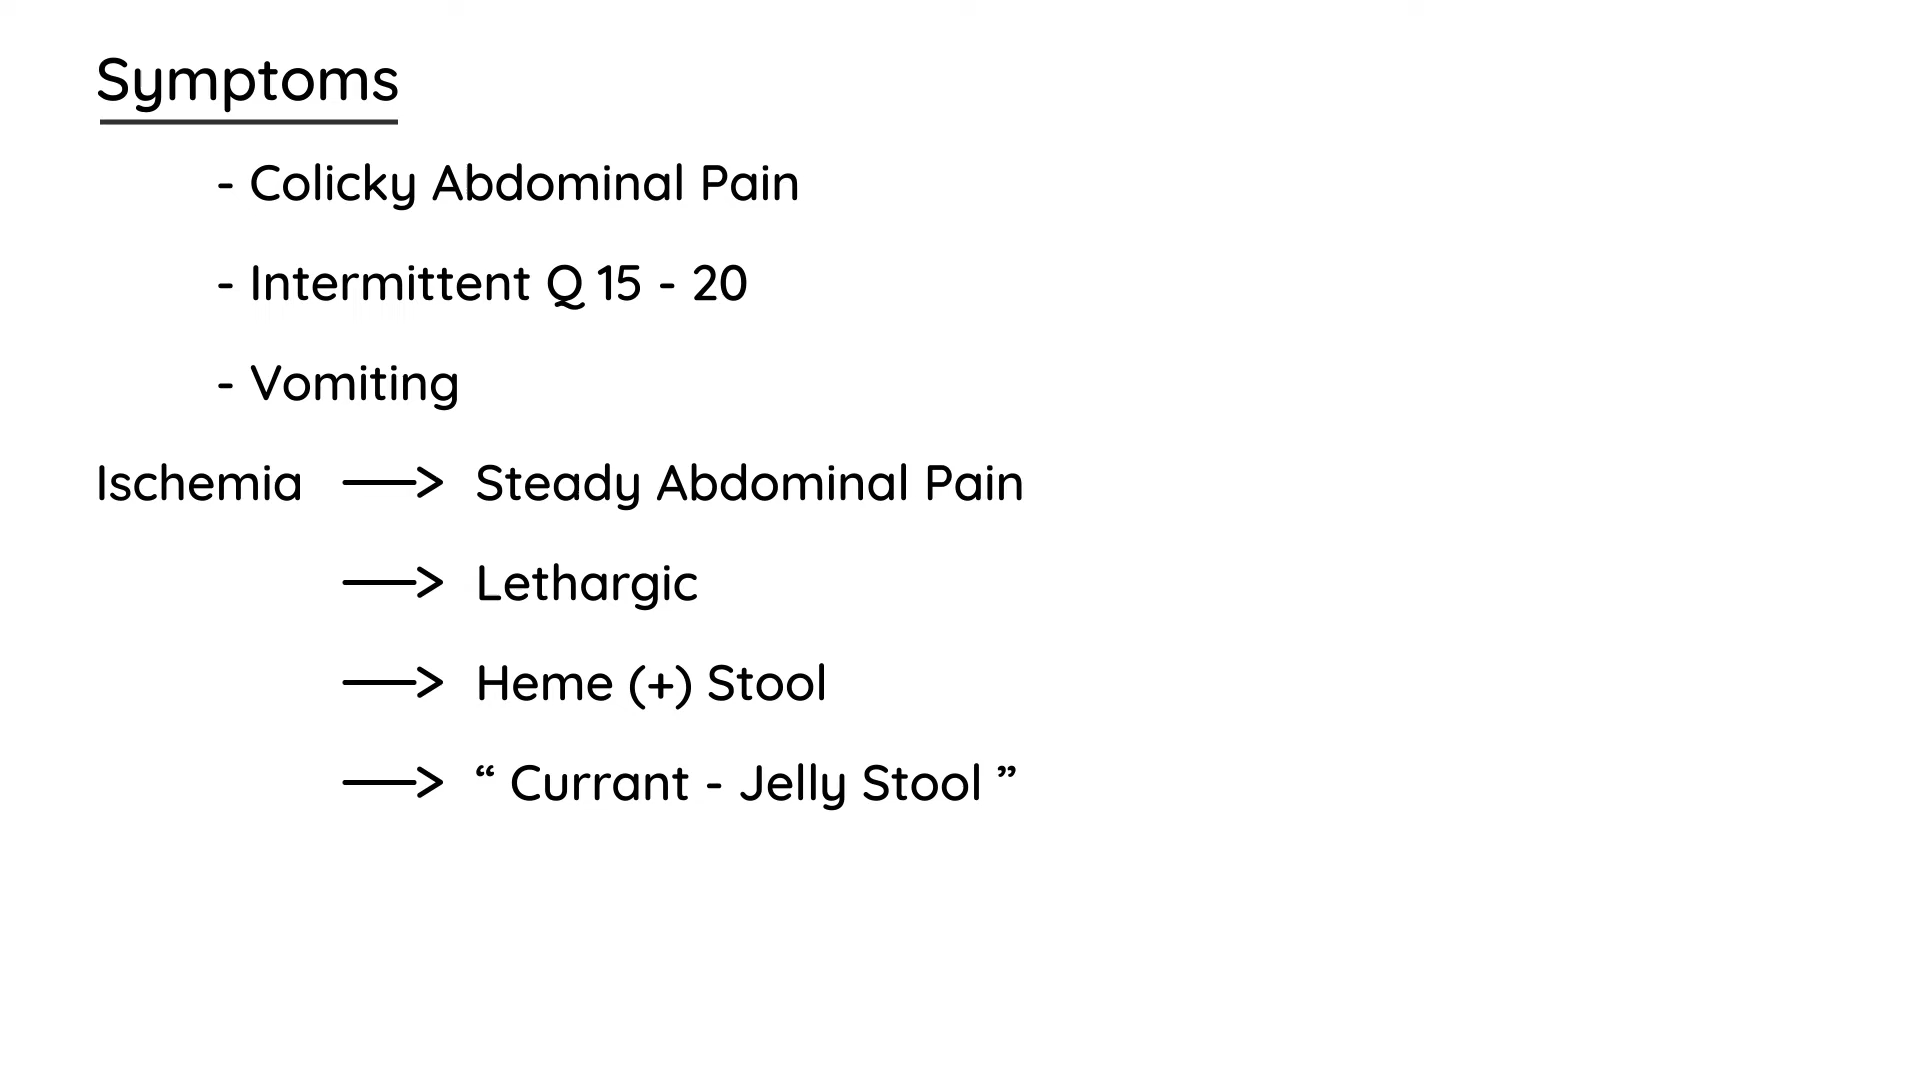 Symptoms
- Colicky Abdominal Pain
- Intermittent Q 15 - 20
- Vomiting
Ischemia → Steady Abdominal Pain
→ Lethargic
→ Heme (+) Stool
→ “ Currant - Jelly Stool ”